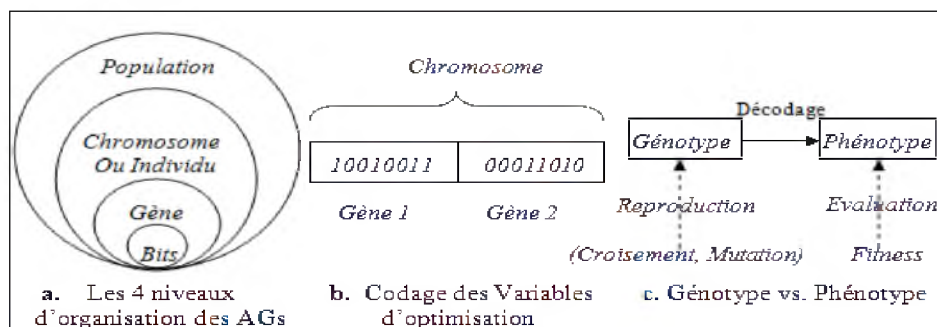 Population
Chromosome
Ou Individu
Gène
Bits
a. Les 4 niveaux
d'organisation des AGs
Chromosome
10010011 00011010
Gène 1 Gène 2
b. Codage des Variables
d'optimisation
Décodage
Génotype Phénotype
Reproduction Evaluation
(Croisement, Mutation) Fitness
c. Génotype vs. Phénotype